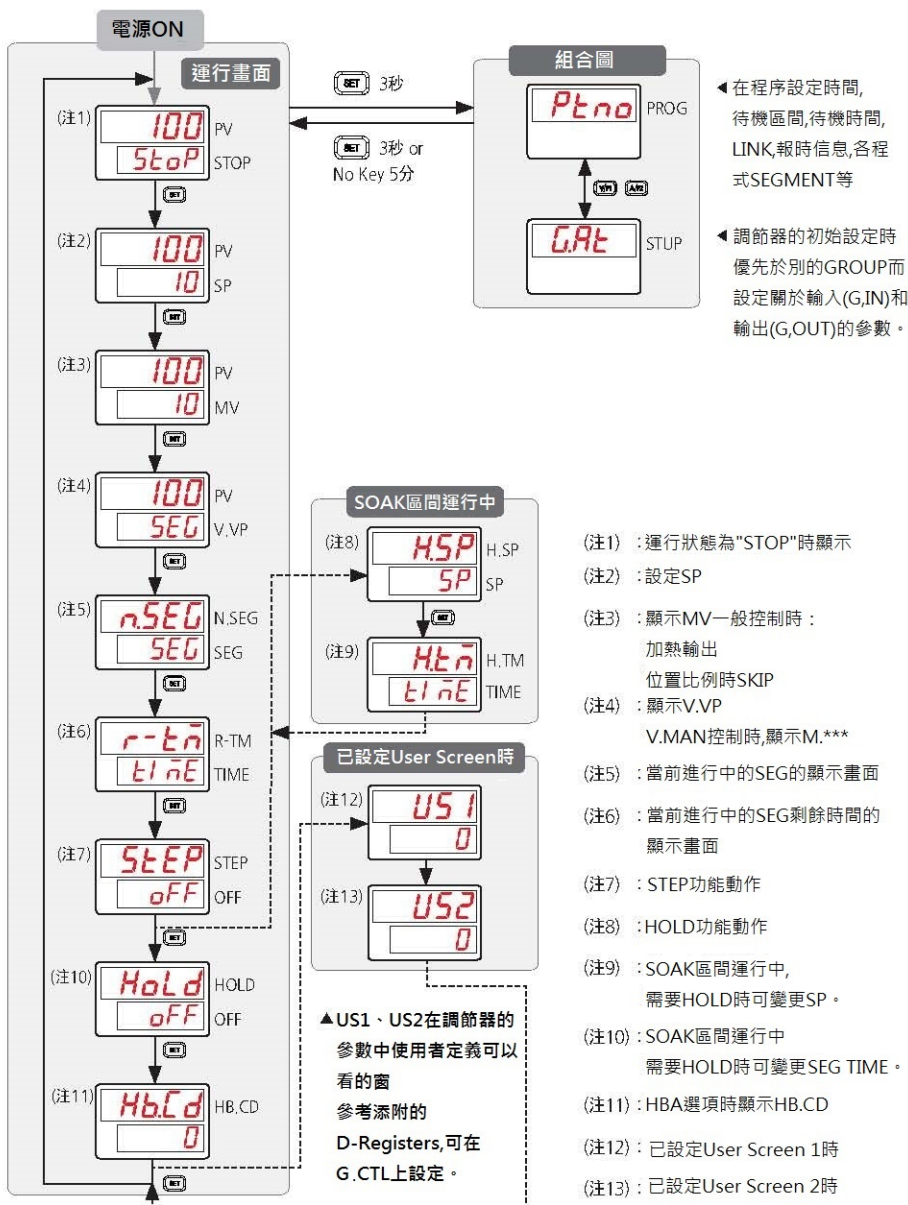 電源ON
運行畫面
(注1)
100 PV
StoP STOP
SET
(注2)
100 PV
10 SP
SET
(注3)
100 PV
10 MV
SET
(注4)
100 PV
SEG V.VP
SET
(注5)
n.SEG N.SEG
SEG SEG
SET
(注6)
r-tm R-TM
tImE TIME
SET
(注7)
StEP STEP
oFF OFF
SET
(注10)
HoLd HOLD
oFF OFF
SET
(注11)
Hb.Cd HB.CD
0
SET
SET 3秒
SET 3秒 or
No Key 5分
組合圖
Ptno PROG
G.At STUP
◀在程序設定時間,
待機區間,待機時間,
LINK,報時信息,各程
式SEGMENT等
◀調節器的初始設定時
優先於別的GROUP而
設定關於輸入(G,IN)和
輸出(G,OUT)的參數。
SOAK區間運行中
(注8)
H.SP H.SP
SP SP
SET
(注9)
H.tm H.TM
tImE TIME
已設定User Screen時
(注12)
US1
0
(注13)
US2
0
▲US1、US2在調節器的
參數中使用者定義可以
看的窗
參考添附的
D-Registers,可在
G.CTL上設定。
(注1) :運行狀態為"STOP"時顯示
(注2) :設定SP
(注3) :顯示MV一般控制時:
加熱輸出
位置比例時SKIP
(注4) :顯示V.VP
V.MAN控制時,顯示M.***
(注5) :當前進行中的SEG的顯示畫面
(注6) :當前進行中的SEG剩餘時間的
顯示畫面
(注7) :STEP功能動作
(注8) :HOLD功能動作
(注9) :SOAK區間運行中,
需要HOLD時可變更SP。
(注10):SOAK區間運行中
需要HOLD時可變更SEG TIME。
(注11):HBA選項時顯示HB.CD
(注12):已設定User Screen 1時
(注13):已設定User Screen 2時